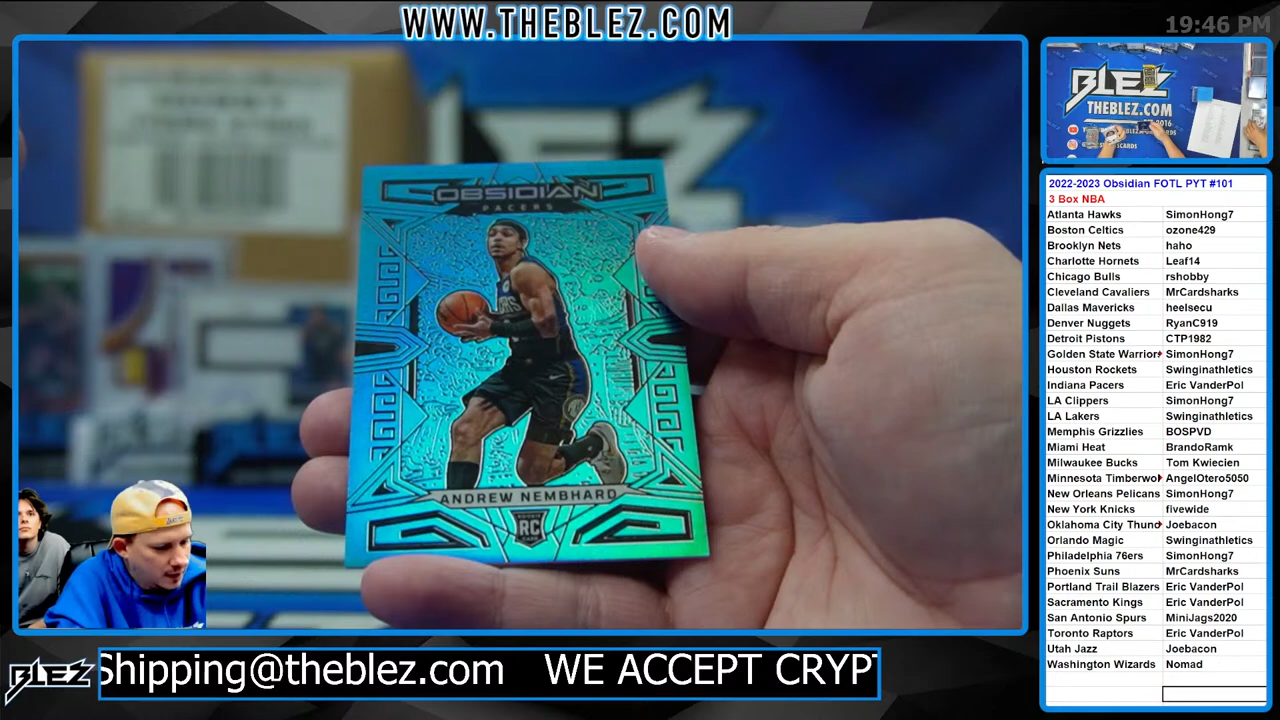 WWW.THEBLEZ.COM
19:46 PM
OBSIDIAN
PACERS
ANDREW NEMBHARD
RC
BLEZ
THEBLEZ.COM
2022-2023 Obsidian FOTL PYT #101
3 Box NBA
Atlanta Hawks SimonHong7
Boston Celtics ozone429
Brooklyn Nets haho
Charlotte Hornets Leaf14
Chicago Bulls rshobby
Cleveland Cavaliers MrCardsharks
Dallas Mavericks heelsecu
Denver Nuggets RyanC919
Detroit Pistons CTP1982
Golden State Warrior SimonHong7
Houston Rockets Swinginathletics
Indiana Pacers Eric VanderPol
LA Clippers SimonHong7
LA Lakers Swinginathletics
Memphis Grizzlies BOSPVD
Miami Heat BrandoRamk
Milwaukee Bucks Tom Kwiecien
Minnesota Timberwo AngelOtero5050
New Orleans Pelicans SimonHong7
New York Knicks fivewide
Oklahoma City Thund Joebacon
Orlando Magic Swinginathletics
Philadelphia 76ers SimonHong7
Phoenix Suns MrCardsharks
Portland Trail Blazers Eric VanderPol
Sacramento Kings Eric VanderPol
San Antonio Spurs MiniJags2020
Toronto Raptors Eric VanderPol
Utah Jazz Joebacon
Washington Wizards Nomad
BLEZ
Shipping@theblez.com WE ACCEPT CRYPT